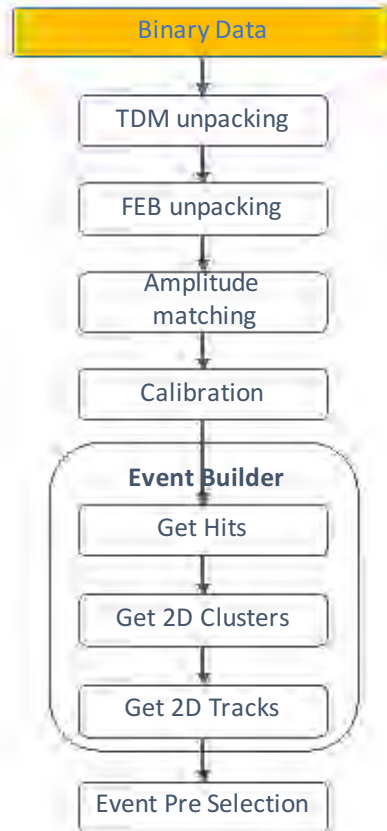 Binary Data
TDM unpacking
FEB unpacking
Amplitude
matching
Calibration
Event Builder
Get Hits
Get 2D Clusters
Get 2D Tracks
Event Pre Selection